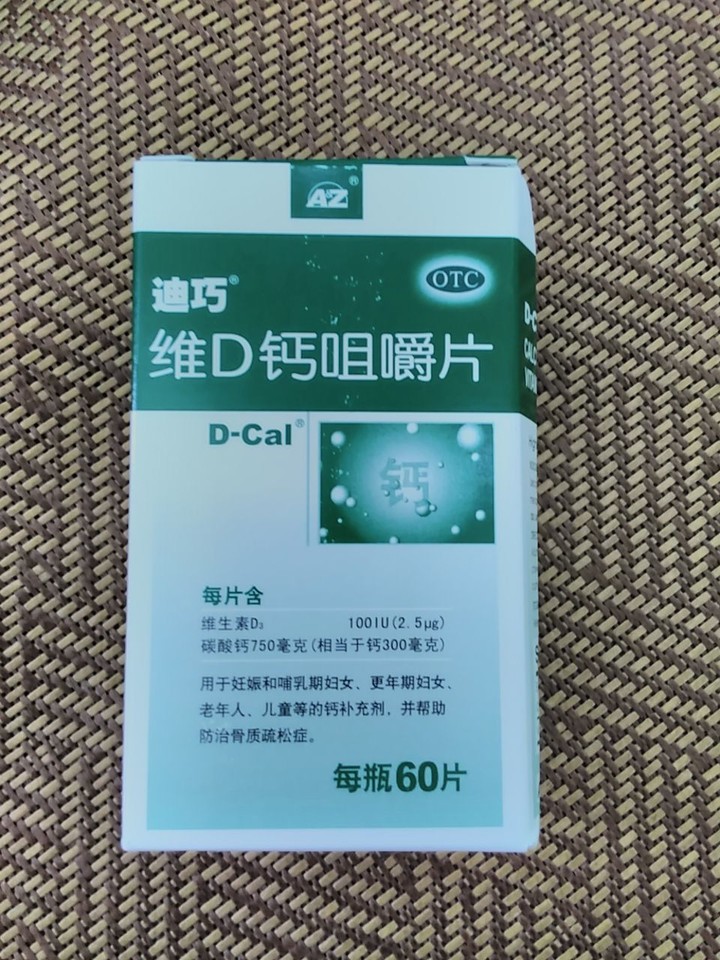 AZ®
OTC
迪巧®
维D钙咀嚼片
D-Cal®
钙
每片含
维生素D₃ 100IU(2.5μg)
碳酸钙750毫克(相当于钙300毫克)
用于妊娠和哺乳期妇女、更年期妇女、
老年人、儿童等的钙补充剂，并帮助
防治骨质疏松症。
每瓶60片